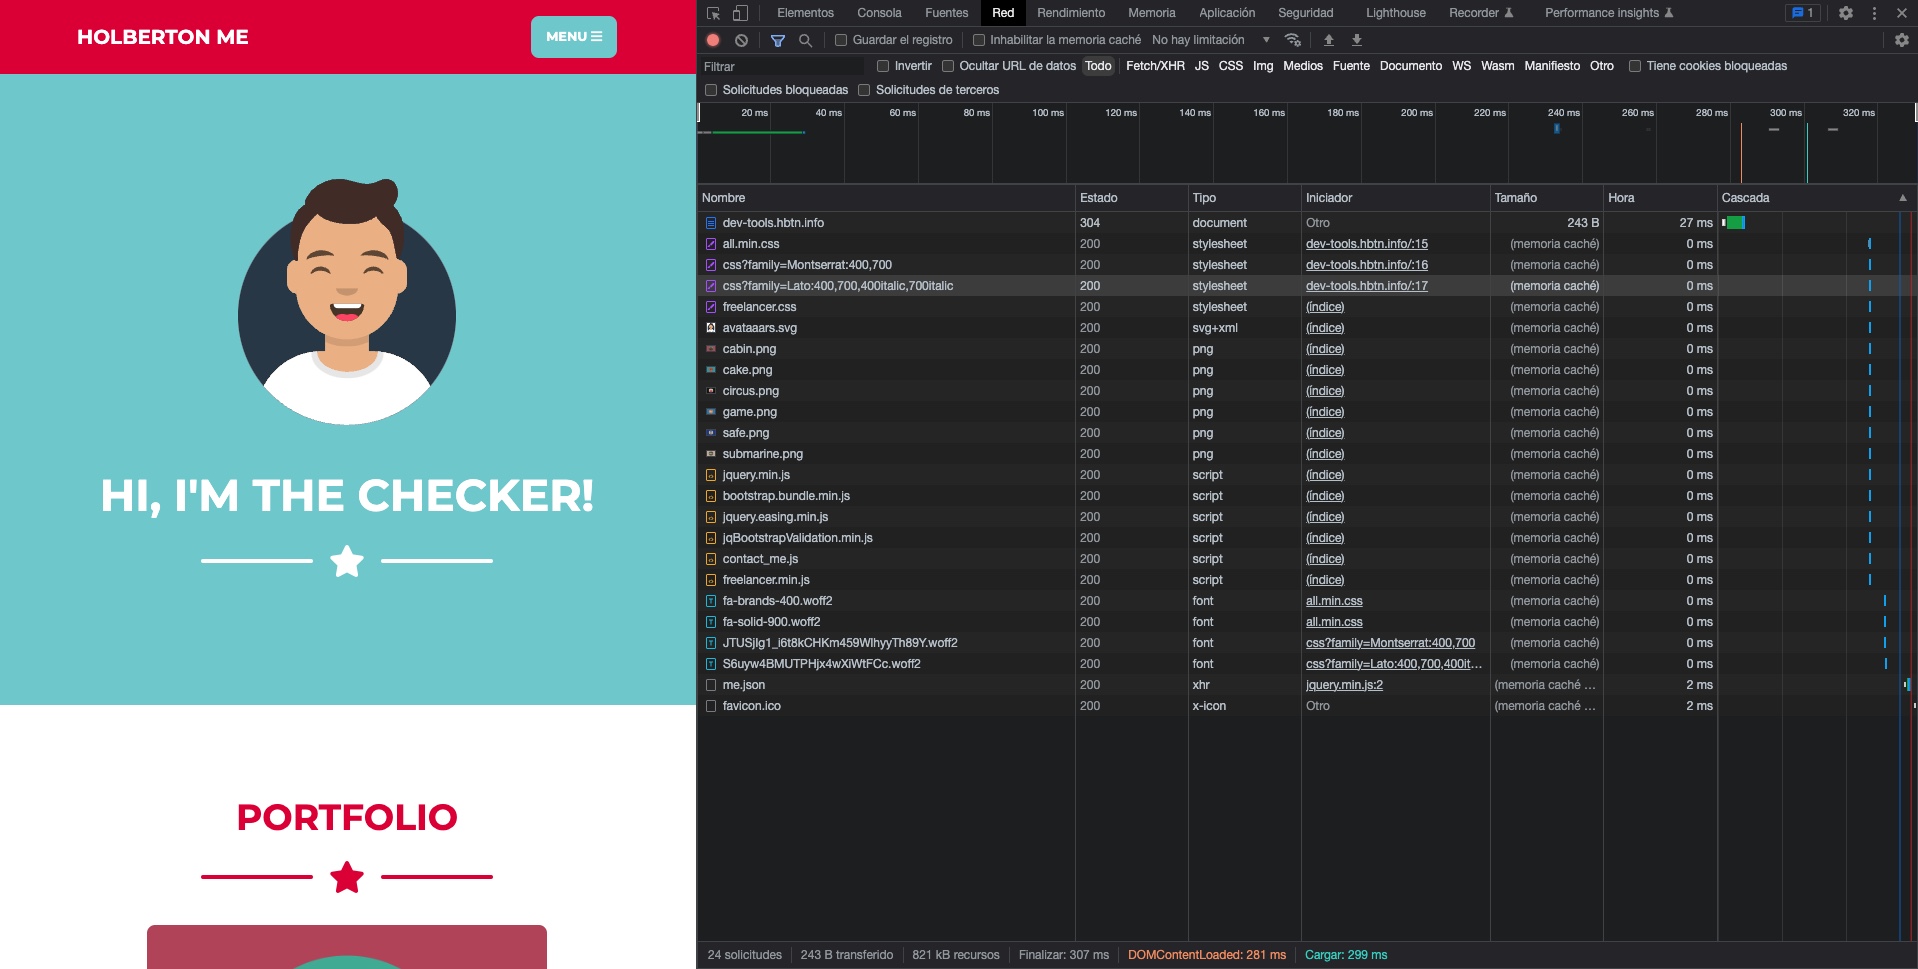 HOLBERTON ME
MENU
HI, I'M THE CHECKER!
PORTFOLIO
Elementos Consola Fuentes Red Rendimiento Memoria Aplicación Seguridad Lighthouse Recorder Performance insights 1
Guardar el registro Inhabilitar la memoria caché No hay limitación
Filtrar Invertir Ocultar URL de datos Todo Fetch/XHR JS CSS Img Medios Fuente Documento WS Wasm Manifiesto Otro Tiene cookies bloqueadas
Solicitudes bloqueadas Solicitudes de terceros
20 ms 40 ms 60 ms 80 ms 100 ms 120 ms 140 ms 160 ms 180 ms 200 ms 220 ms 240 ms 260 ms 280 ms 300 ms 320 ms
Nombre Estado Tipo Iniciador Tamaño Hora Cascada
dev-tools.hbtn.info 304 document Otro 243 B 27 ms
all.min.css 200 stylesheet dev-tools.hbtn.info/:15 (memoria caché) 0 ms
css?family=Montserrat:400,700 200 stylesheet dev-tools.hbtn.info/:16 (memoria caché) 0 ms
css?family=Lato:400,700,400italic,700italic 200 stylesheet dev-tools.hbtn.info/:17 (memoria caché) 0 ms
freelancer.css 200 stylesheet (índice) (memoria caché) 0 ms
avataaars.svg 200 svg+xml (índice) (memoria caché) 0 ms
cabin.png 200 png (índice) (memoria caché) 0 ms
cake.png 200 png (índice) (memoria caché) 0 ms
circus.png 200 png (índice) (memoria caché) 0 ms
game.png 200 png (índice) (memoria caché) 0 ms
safe.png 200 png (índice) (memoria caché) 0 ms
submarine.png 200 png (índice) (memoria caché) 0 ms
jquery.min.js 200 script (índice) (memoria caché) 0 ms
bootstrap.bundle.min.js 200 script (índice) (memoria caché) 0 ms
jquery.easing.min.js 200 script (índice) (memoria caché) 0 ms
jqBootstrapValidation.min.js 200 script (índice) (memoria caché) 0 ms
contact_me.js 200 script (índice) (memoria caché) 0 ms
freelancer.min.js 200 script (índice) (memoria caché) 0 ms
fa-brands-400.woff2 200 font all.min.css (memoria caché) 0 ms
fa-solid-900.woff2 200 font all.min.css (memoria caché) 0 ms
JTUSjIg1_i6t8kCHKm459WlhyyTh89Y.woff2 200 font css?family=Montserrat:400,700 (memoria caché) 0 ms
S6uyw4BMUTPHjx4wXiWtFCc.woff2 200 font css?family=Lato:400,700,400it... (memoria caché) 0 ms
me.json 200 xhr jquery.min.js:2 (memoria caché ... 2 ms
favicon.ico 200 x-icon Otro (memoria caché ... 2 ms
24 solicitudes 243 B transferido 821 kB recursos Finalizar: 307 ms DOMContentLoaded: 281 ms Cargar: 299 ms